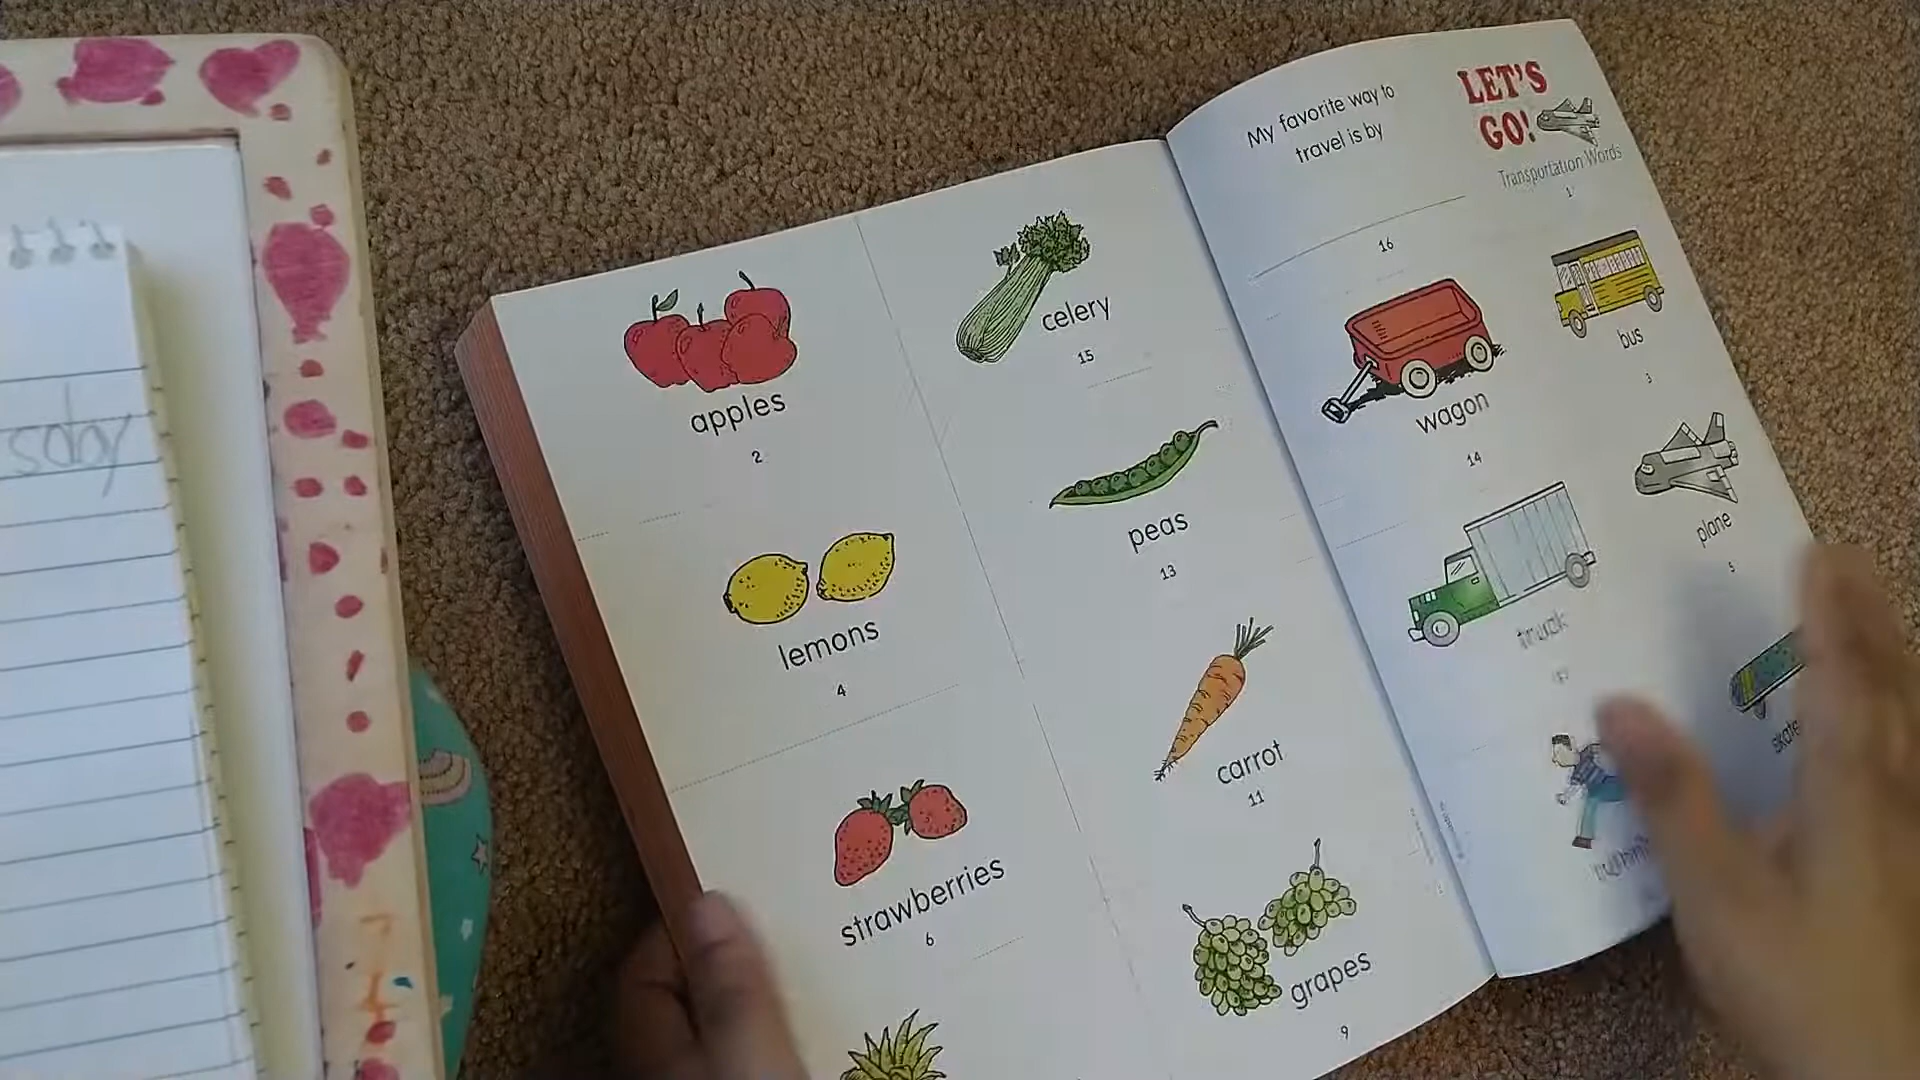 apples
2
celery
15
lemons
4
peas
13
strawberries
6
carrot
11
grapes
9
My favorite way to
travel is by
16
LET'S
GO!
Transportation Words
1
wagon
14
bus
3
truck
plane
5